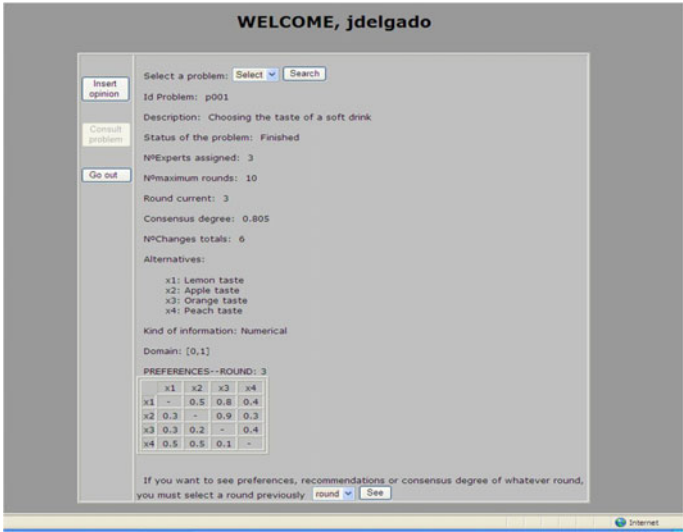 WELCOME, jdelgado
Insert
opinion
Consult
problem
Go out
Select a problem: Select Search
Id Problem: p001
Description: Choosing the taste of a soft drink
Status of the problem: Finished
NºExperts assigned: 3
Nºmaximum rounds: 10
Round current: 3
Consensus degree: 0.805
NºChanges totals: 6
Alternatives:
x1: Lemon taste
x2: Apple taste
x3: Orange taste
x4: Peach taste
Kind of information: Numerical
Domain: [0,1]
PREFERENCES--ROUND: 3
x1 x2 x3 x4
x1 - 0.5 0.8 0.4
x2 0.3 - 0.9 0.3
x3 0.3 0.2 - 0.4
x4 0.5 0.5 0.1 -
If you want to see preferences, recommendations or consensus degree of whatever round,
you must select a round previously round See
Internet